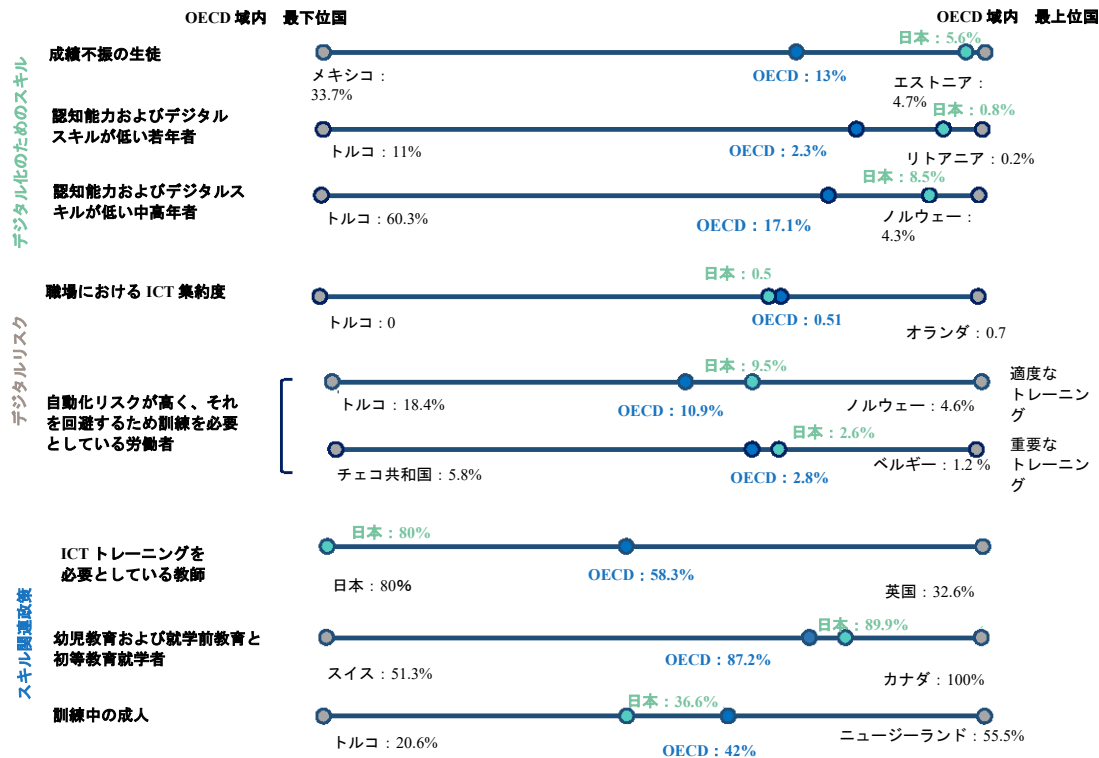 OECD 域内 最下位国
OECD 域内 最上位国
デジタル化のためのスキル
成績不振の生徒
日本：5.6%
メキシコ：
33.7%
OECD：13%
エストニア：
4.7%
認知能力およびデジタル
スキルが低い若年者
日本：0.8%
トルコ：11%
OECD：2.3%
リトアニア：0.2%
認知能力およびデジタルス
キルが低い中高年者
日本：8.5%
トルコ：60.3%
OECD：17.1%
ノルウェー：
4.3%
デジタルリスク
職場における ICT 集約度
日本：0.5
トルコ：0
OECD：0.51
オランダ：0.7
自動化リスクが高く、それ
を回避するため訓練を必要
としている労働者
日本：9.5%
トルコ：18.4%
OECD：10.9%
ノルウェー：4.6%
適度な
トレーニン
グ
日本：2.6%
チェコ共和国：5.8%
OECD：2.8%
ベルギー：1.2 %
重要な
トレーニン
グ
スキル関連政策
ICT トレーニングを
必要としている教師
日本：80%
日本：80%
OECD：58.3%
英国：32.6%
幼児教育および就学前教育と
初等教育就学者
日本：89.9%
スイス：51.3%
OECD：87.2%
カナダ：100%
訓練中の成人
日本：36.6%
トルコ：20.6%
OECD：42%
ニュージーランド：55.5%